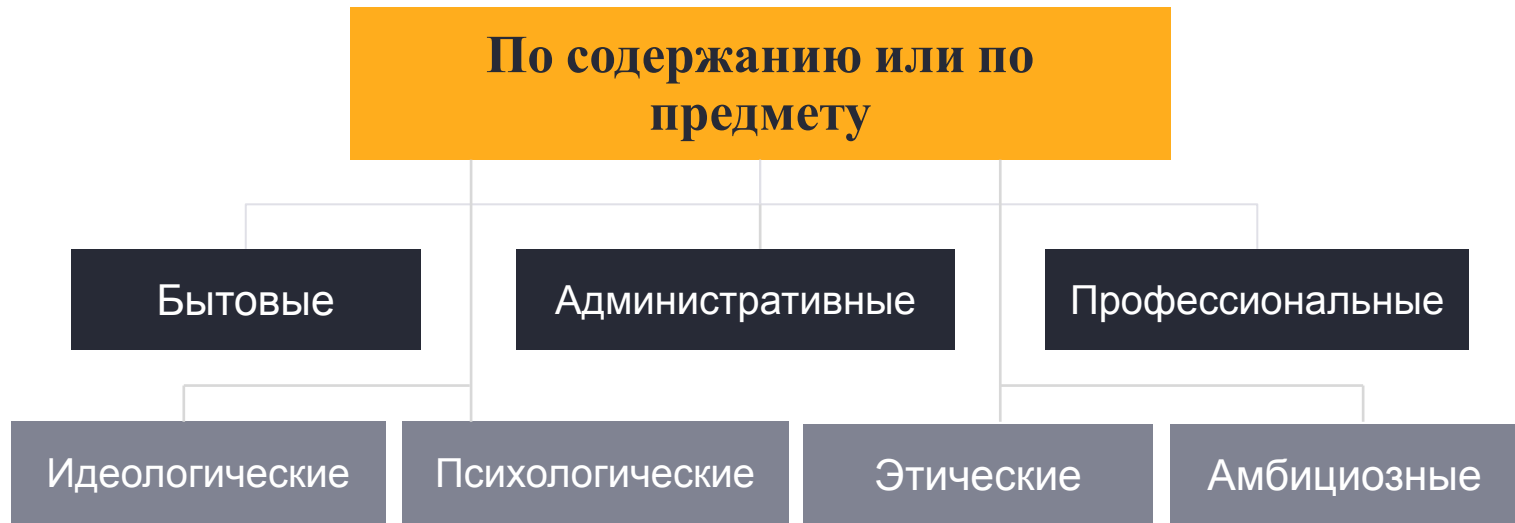 По содержанию или по
предмету
Бытовые
Административные
Профессиональные
Идеологические
Психологические
Этические
Амбициозные